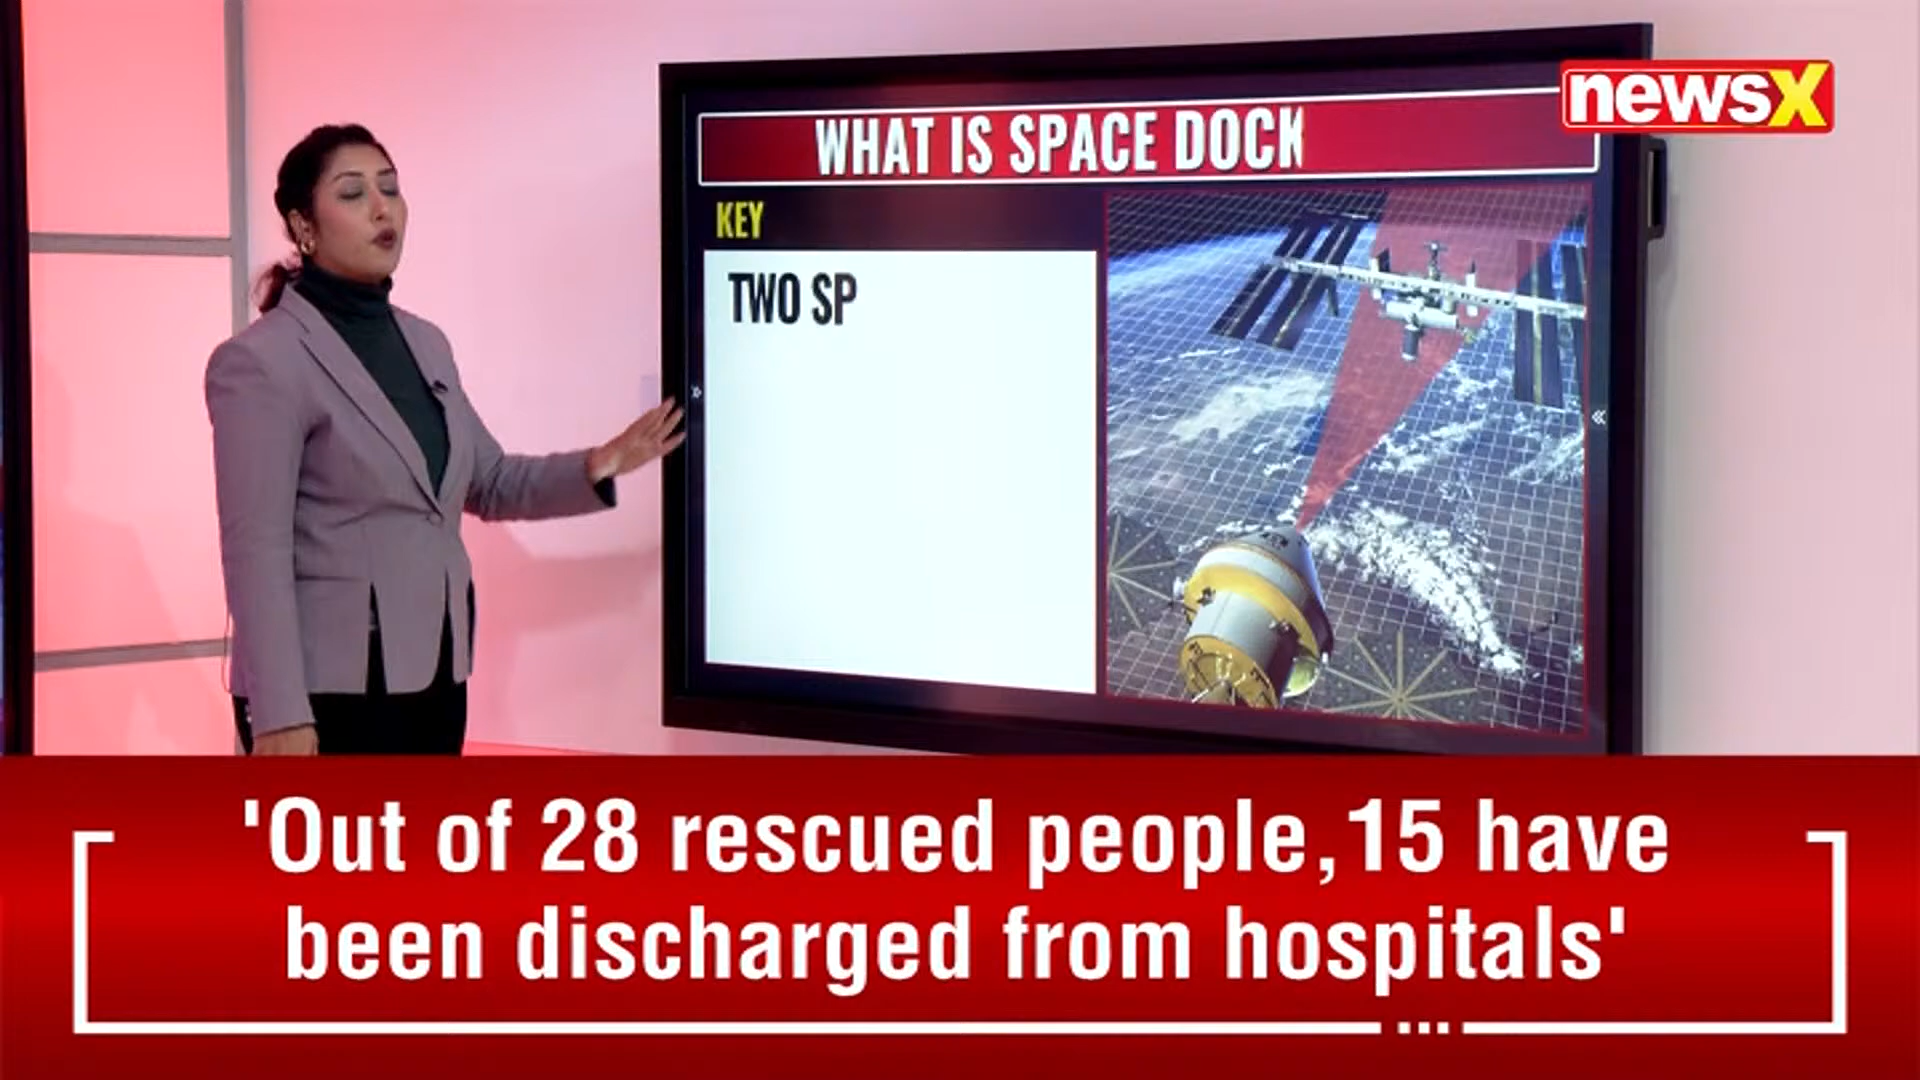 newsX
WHAT IS SPACE DOCK
KEY
TWO SP
'Out of 28 rescued people,15 have
been discharged from hospitals'